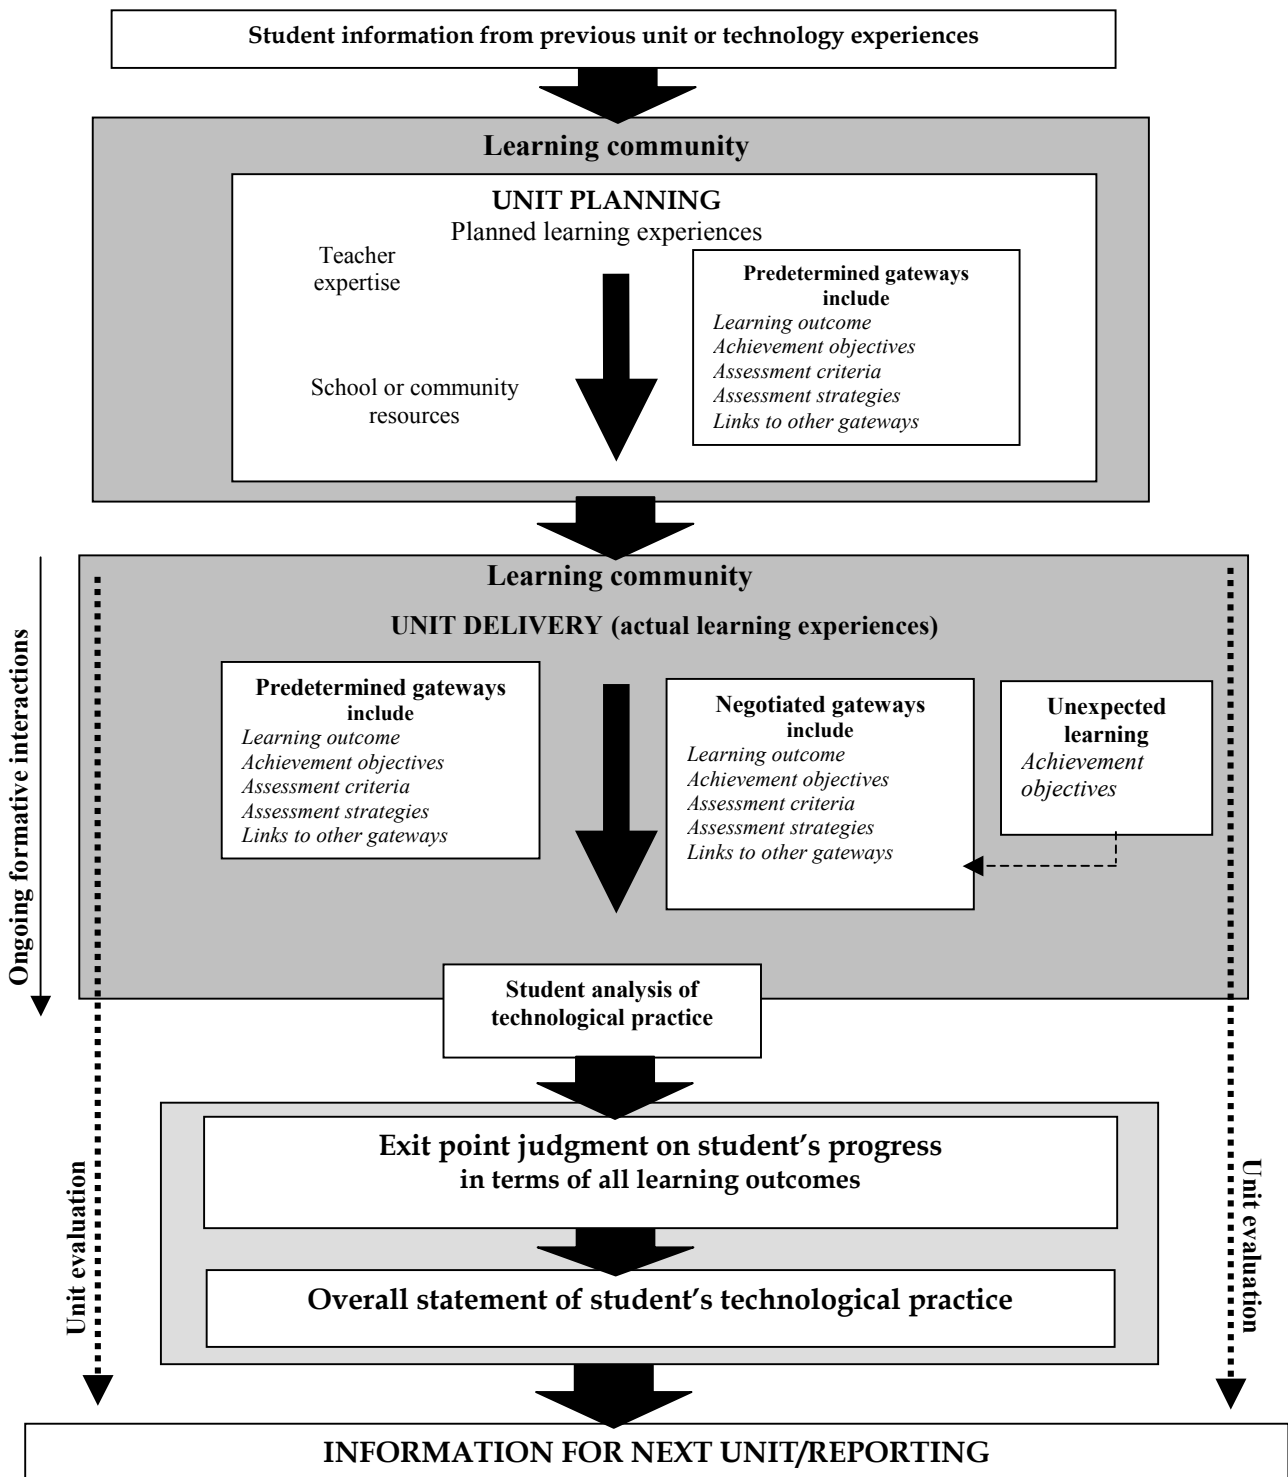 Student information from previous unit or technology experiences
Learning community
UNIT PLANNING
Planned learning experiences
Teacher
expertise
School or community
resources
Predetermined gateways
include
Learning outcome
Achievement objectives
Assessment criteria
Assessment strategies
Links to other gateways
Learning community
UNIT DELIVERY (actual learning experiences)
Ongoing formative interactions
Predetermined gateways
include
Learning outcome
Achievement objectives
Assessment criteria
Assessment strategies
Links to other gateways
Negotiated gateways
include
Learning outcome
Achievement objectives
Assessment criteria
Assessment strategies
Links to other gateways
Unexpected
learning
Achievement
objectives
Student analysis of
technological practice
Unit evaluation
Exit point judgment on student’s progress
in terms of all learning outcomes
Unit evaluation
Overall statement of student’s technological practice
INFORMATION FOR NEXT UNIT/REPORTING